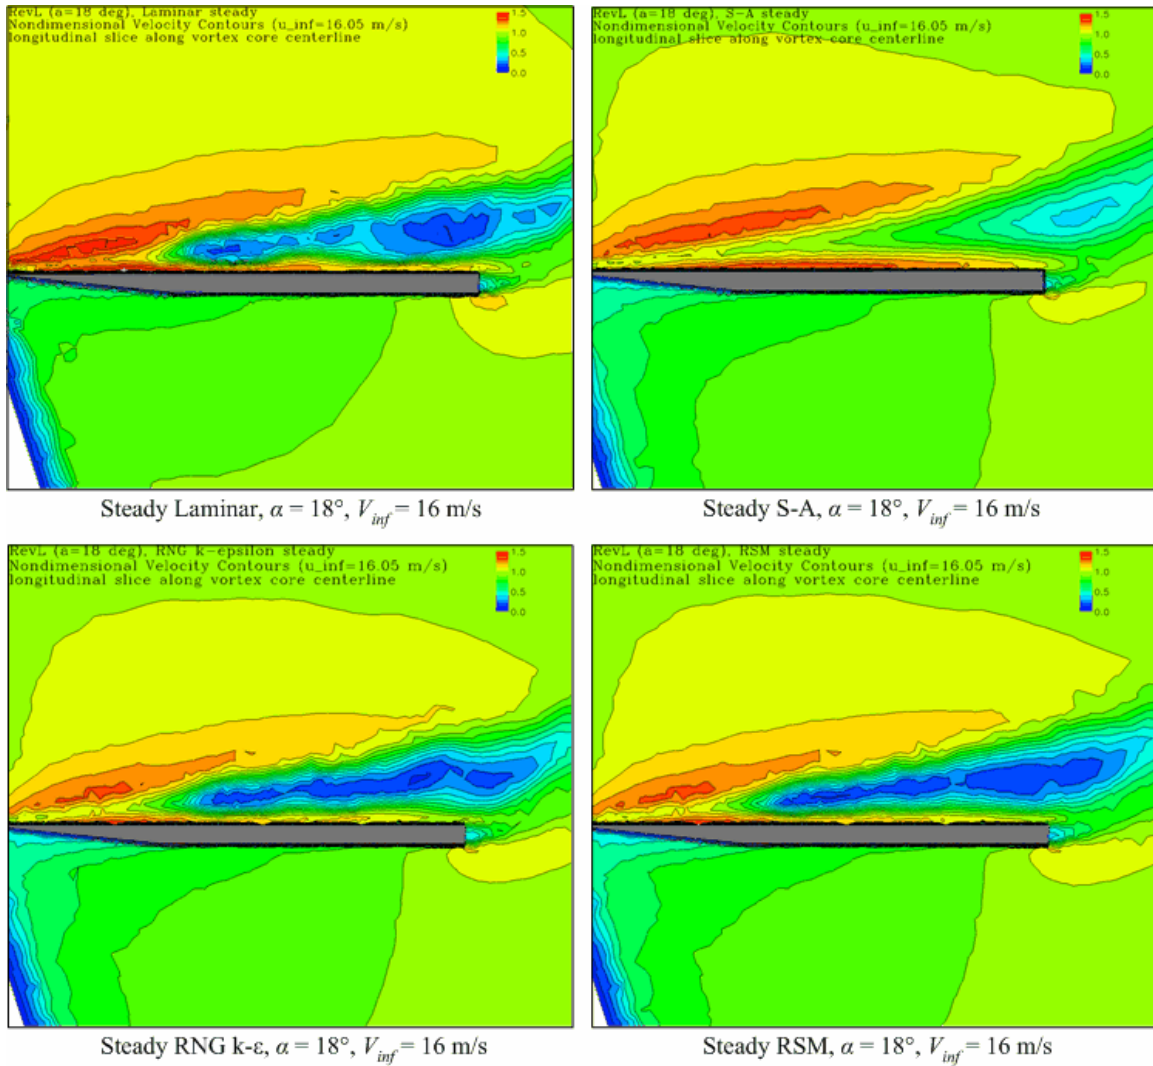 RevL (a=18 deg), Laminar steady
Nondimensional Velocity Contours (u_inf=16.05 m/s)
longitudinal slice along vortex core centerline
1.5
1.0
0.5
0.0
RevL (a=18 deg), S-A steady
Nondimensional Velocity Contours (u_inf=16.05 m/s)
longitudinal slice along vortex core centerline
1.5
1.0
0.5
0.0
Steady Laminar, α = 18°, V_inf = 16 m/s
Steady S-A, α = 18°, V_inf = 16 m/s
RevL (a=18 deg), RNG k-epsilon steady
Nondimensional Velocity Contours (u_inf=16.05 m/s)
longitudinal slice along vortex core centerline
1.5
1.0
0.5
0.0
RevL (a=18 deg), RSM steady
Nondimensional Velocity Contours (u_inf=16.05 m/s)
longitudinal slice along vortex core centerline
1.5
1.0
0.5
0.0
Steady RNG k-ε, α = 18°, V_inf = 16 m/s
Steady RSM, α = 18°, V_inf = 16 m/s